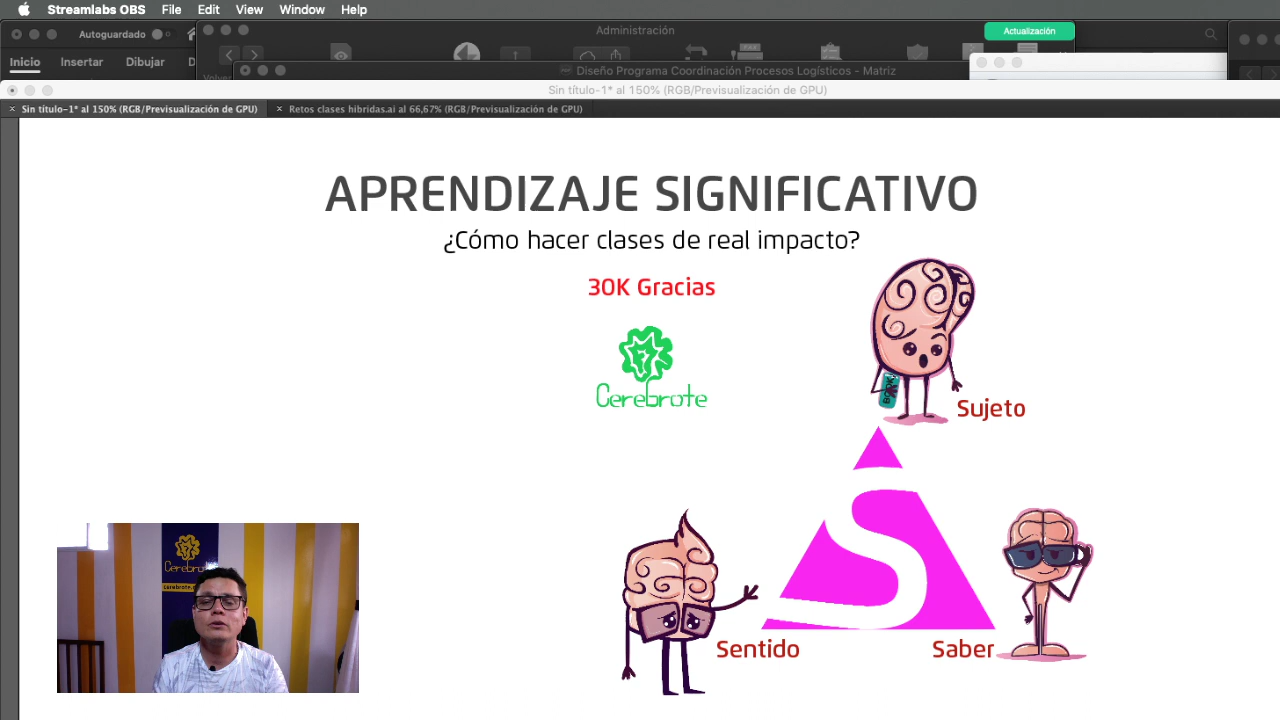 Streamlabs OBS File Edit View Window Help
Autoguardado
Administración
Actualización
Inicio Insertar Dibujar
Diseño Programa Coordinación Procesos Logísticos - Matriz
Sin título-1* al 150% (RGB/Previsualización de GPU)
× Sin título-1* al 150% (RGB/Previsualización de GPU) × Retos clases híbridas.ai al 66,67% (RGB/Previsualización de GPU)
APRENDIZAJE SIGNIFICATIVO
¿Cómo hacer clases de real impacto?
30K Gracias
Cerebrote
Sujeto
Sentido
Saber
Cerebrote